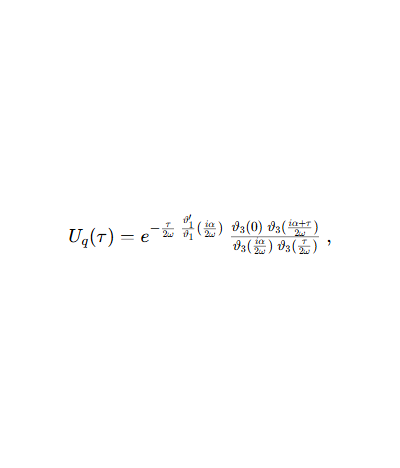 $U_q(\tau) = e^{-\frac{\tau}{2\omega} \frac{\vartheta_1'}{\vartheta_1}(\frac{i\alpha}{2\omega})} \frac{\vartheta_3(0)\ \vartheta_3(\frac{i\alpha+\tau}{2\omega})}{\vartheta_3(\frac{i\alpha}{2\omega})\ \vartheta_3(\frac{\tau}{2\omega})}\ ,$